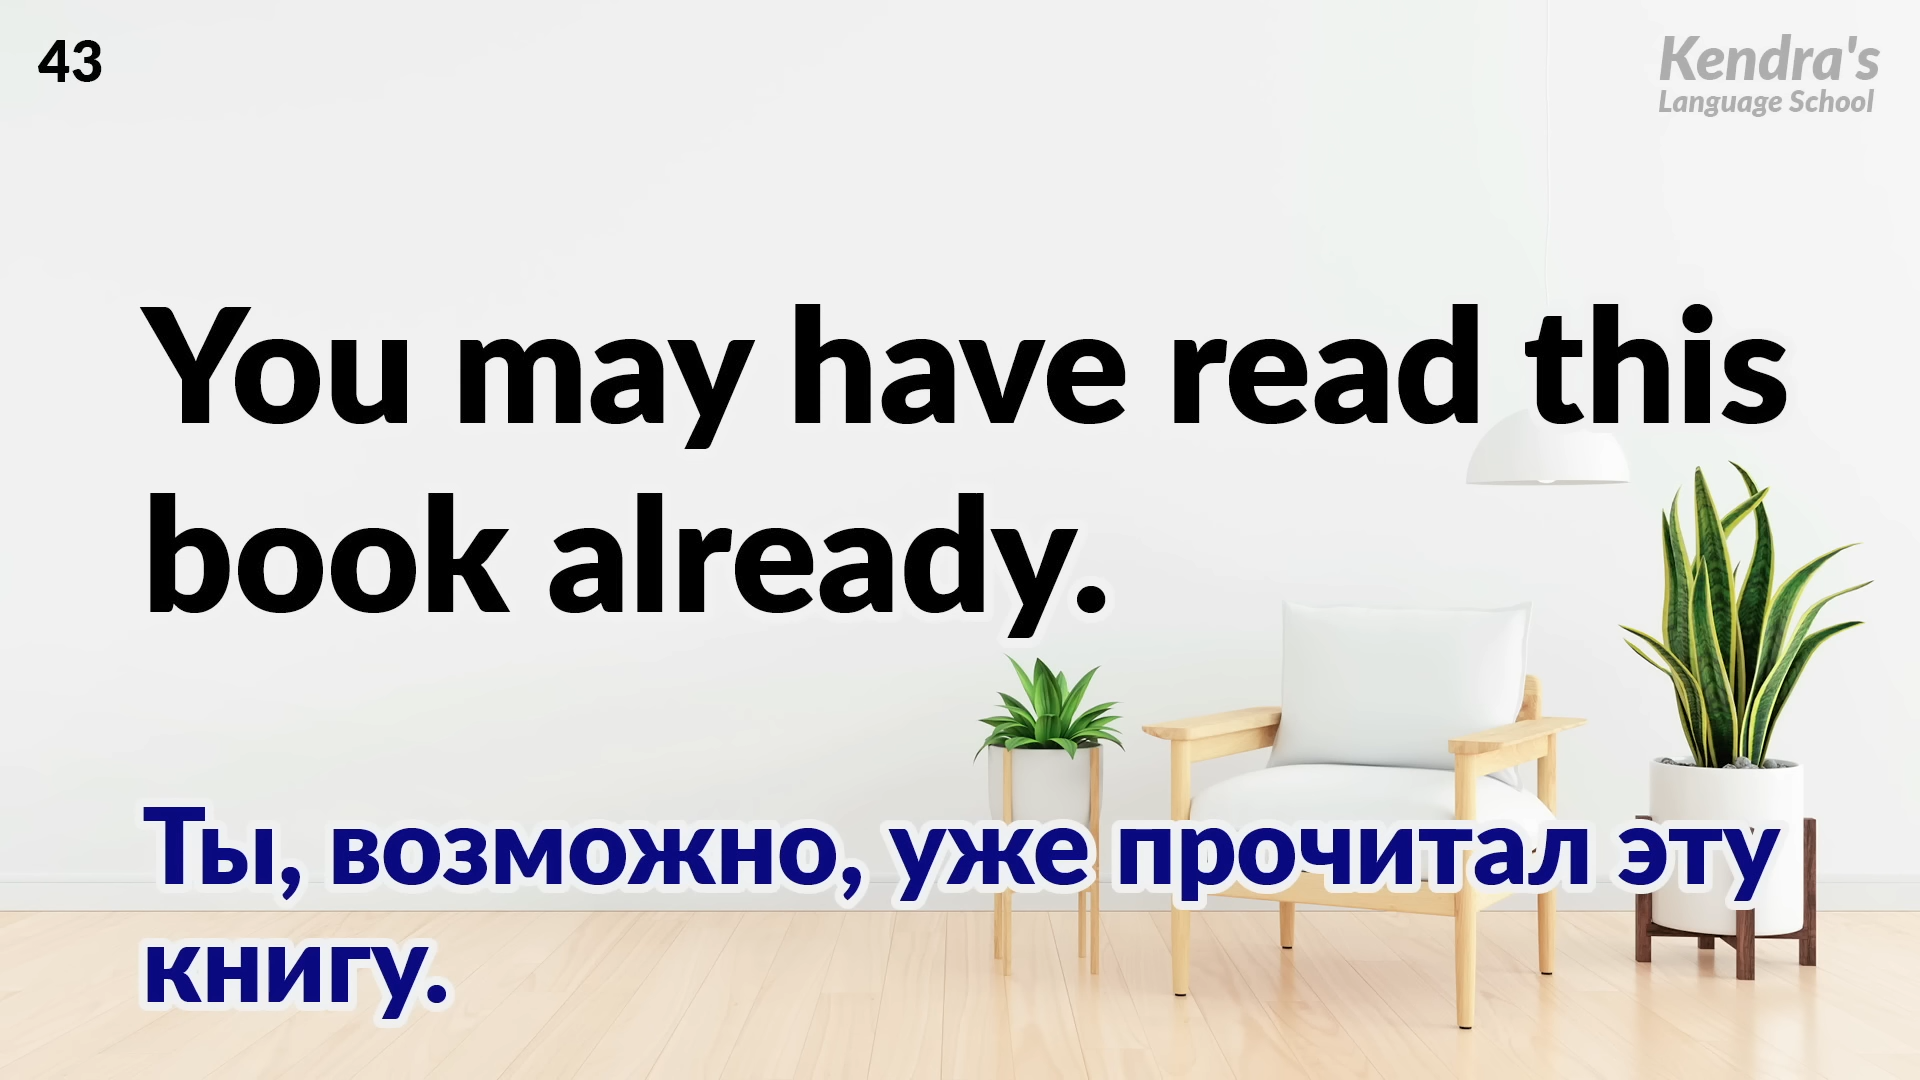 43
Kendra's
Language School
You may have read this
book already.
Ты, возможно, уже прочитал эту
книгу.